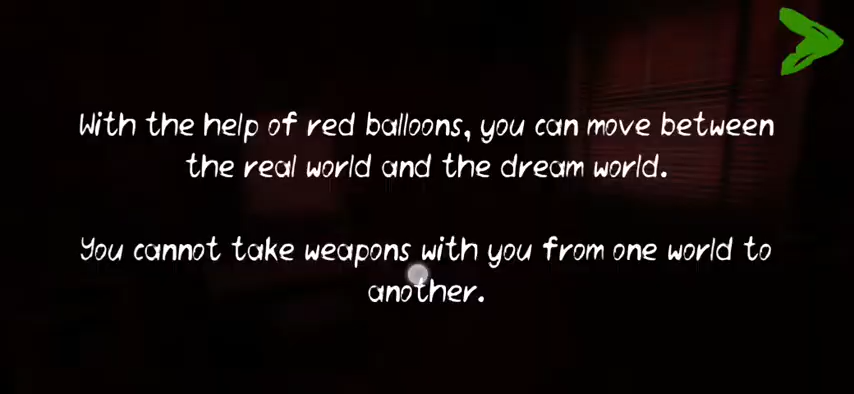 With the help of red balloons, you can move between
the real world and the dream world.
You cannot take weapons with you from one world to
another.